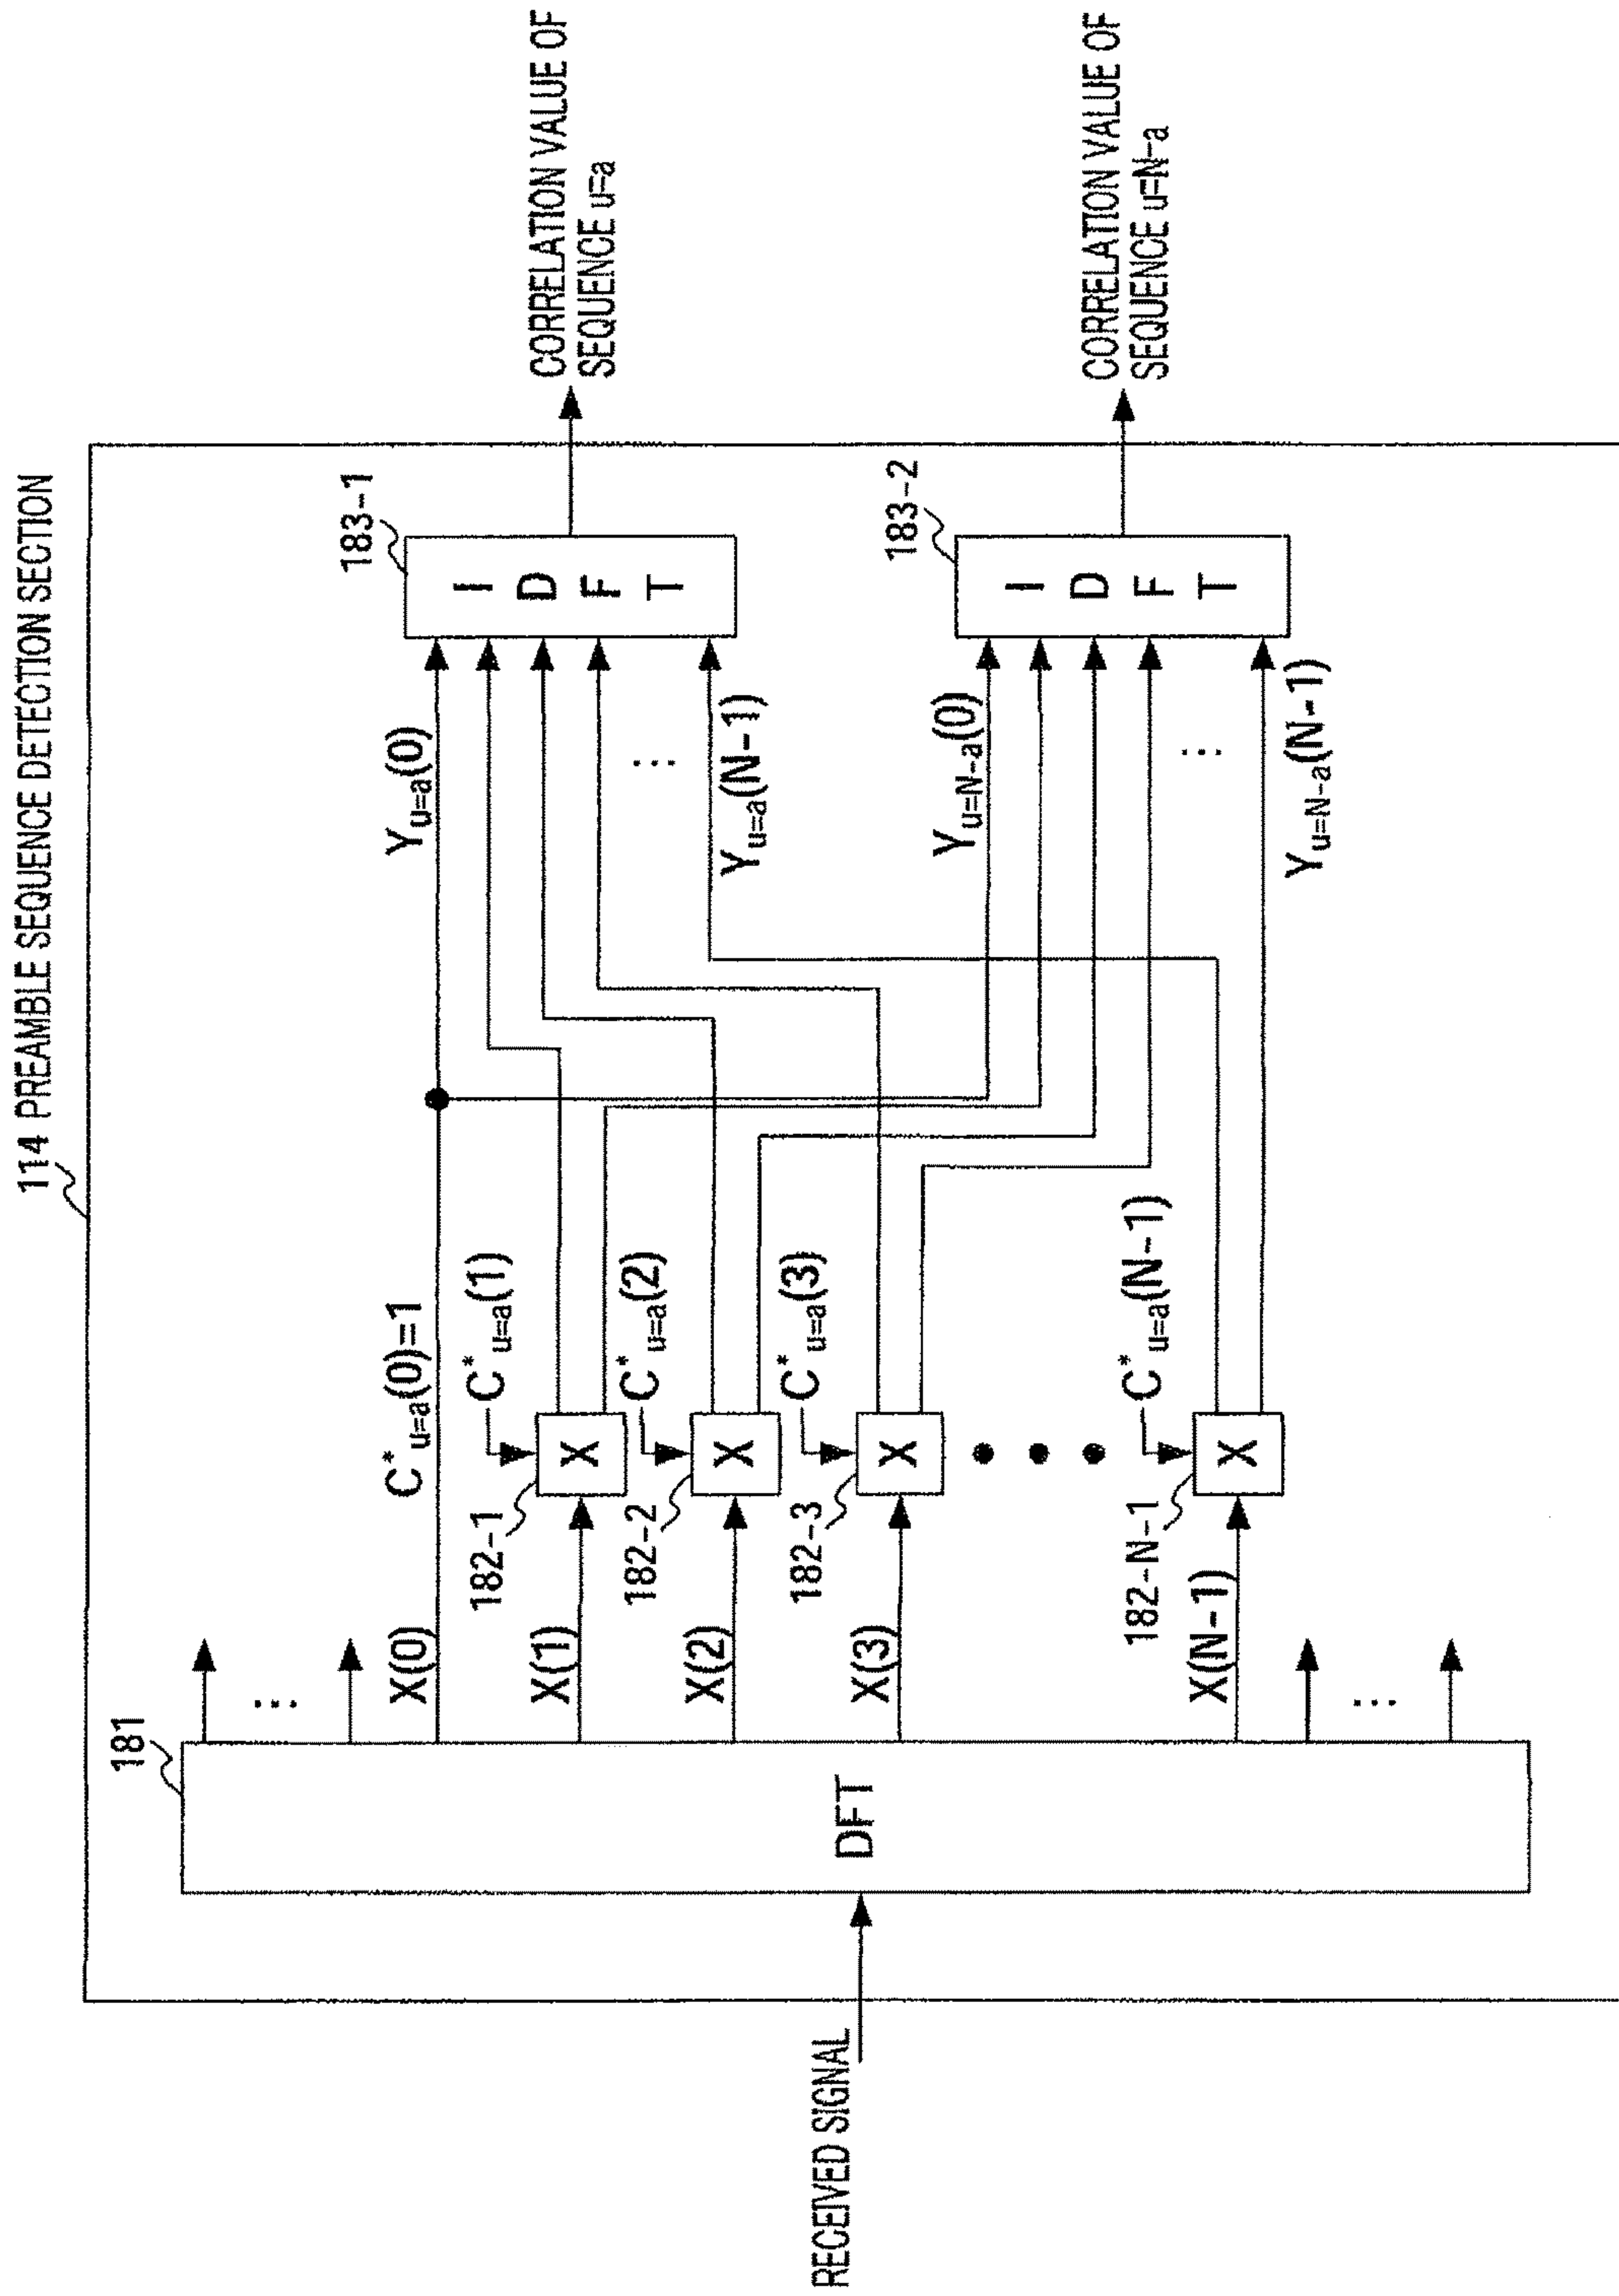 114 PREAMBLE SEQUENCE DETECTION SECTION
RECEIVED SIGNAL
181
DFT
...
X(0)
X(1)
X(2)
X(3)
X(N-1)
...
C*u=a(0)=1
182-1
C*u=a(1)
X
182-2
C*u=a(2)
X
182-3
C*u=a(3)
X
182-N-1
C*u=a(N-1)
X
Yu=a(0)
...
Yu=a(N-1)
183-1
IDFT
CORRELATION VALUE OF
SEQUENCE u=a
Yu=N-a(0)
...
Yu=N-a(N-1)
183-2
IDFT
CORRELATION VALUE OF
SEQUENCE u=N-a